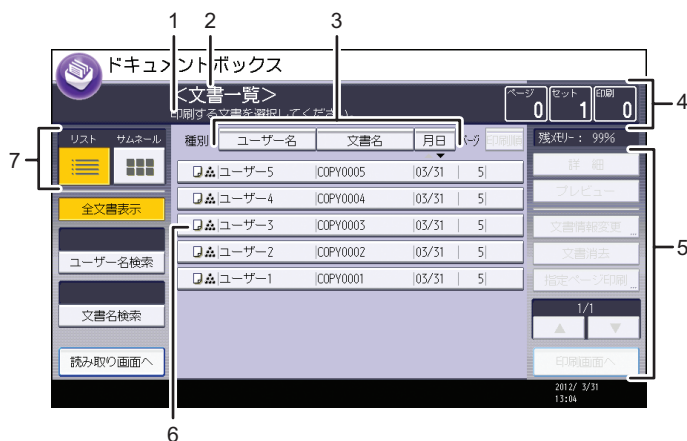 1 2 3
ドキュメントボックス
<文書一覧>
印刷する文書を選択してください。
ページ セット 印刷
0 1 0
4
7
リスト サムネール
種別 ユーザー名 文書名 月日 ページ 印刷順
残メモリー: 99%
ユーザー5 COPY0005 03/31 5
詳細
ユーザー4 COPY0004 03/31 5
プレビュー
全文書表示
6
ユーザー3 COPY0003 03/31 5
文書情報変更
5
ユーザー名検索
ユーザー2 COPY0002 03/31 5
文書消去
ユーザー1 COPY0001 03/31 5
指定ページ印刷
文書名検索
1/1
▲ ▼
読み取り画面へ
印刷画面へ
2012/ 3/31
13:04